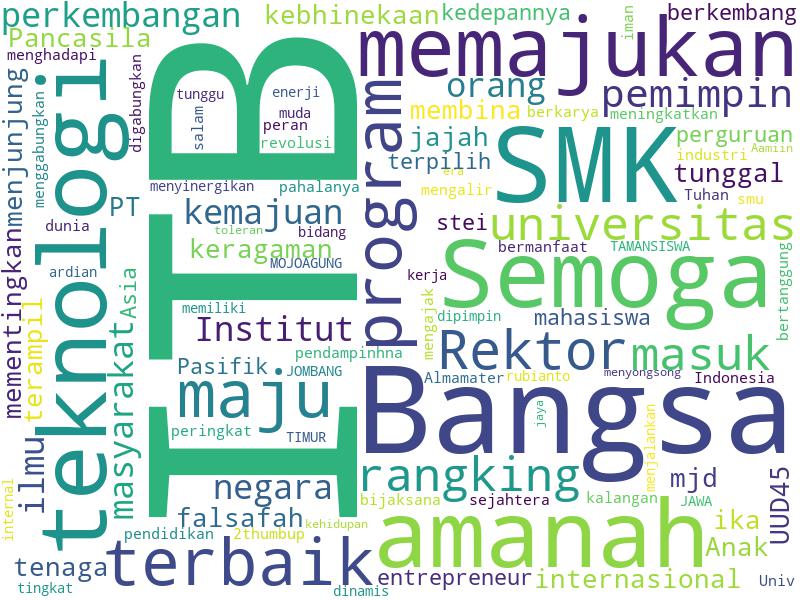 perkembangan
kebhinekaan
kedepannya
iman
berkembang
Pancasila
menghadapi
memajukan
orang
pemimpin
tunggu
enerji
muda
salam
peran
revolusi
digabungkan
teknologi
menggabungkan
menjunjung
mementingkan
membina
berkarya
meningkatkan
jajah
SMK
perguruan
terpilih
era
industri
Aamiin
tunggal
mengalir
Tuhan
smu
program
ITB
menyinergikan
pahalanya
PT
kemajuan
toleran
bidang
keragaman
MOJOAGUNG
stei
universitas
dunia
bermanfaat
TAMANSISWA
ardian
kerja
Semoga
bertanggung
Asia
memiliki
Institut
mengajak
dipimpin
mahasiswa
terampil
masyarakat
pendampinhna
Pasifik
JOMBANG
Rektor
masuk
menyongsong
Almamater
rubianto
Indonesia
maju
Bangsa
jaya
menjalankan
peringkat
TIMUR
ilmu
internal
negara
rangking
mjd
UUD45
bijaksana
sejahtera
kalangan
JAWA
falsafah
kehidupan
amanah
ika
Anak
pendidikan
2thumbup
tenaga
terbaik
entrepreneur
internasional
Univ
tingkat
dinamis